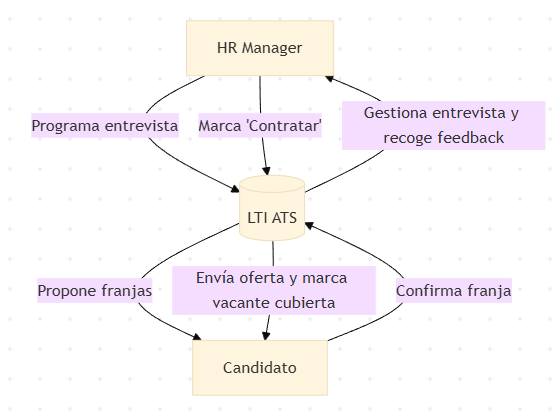 HR Manager
Programa entrevista
Marca 'Contratar'
Gestiona entrevista y
recoge feedback
LTI ATS
Propone franjas
Envía oferta y marca
vacante cubierta
Confirma franja
Candidato